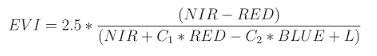 EVI = 2.5 * (NIR − RED) / (NIR + C₁ * RED − C₂ * BLUE + L)